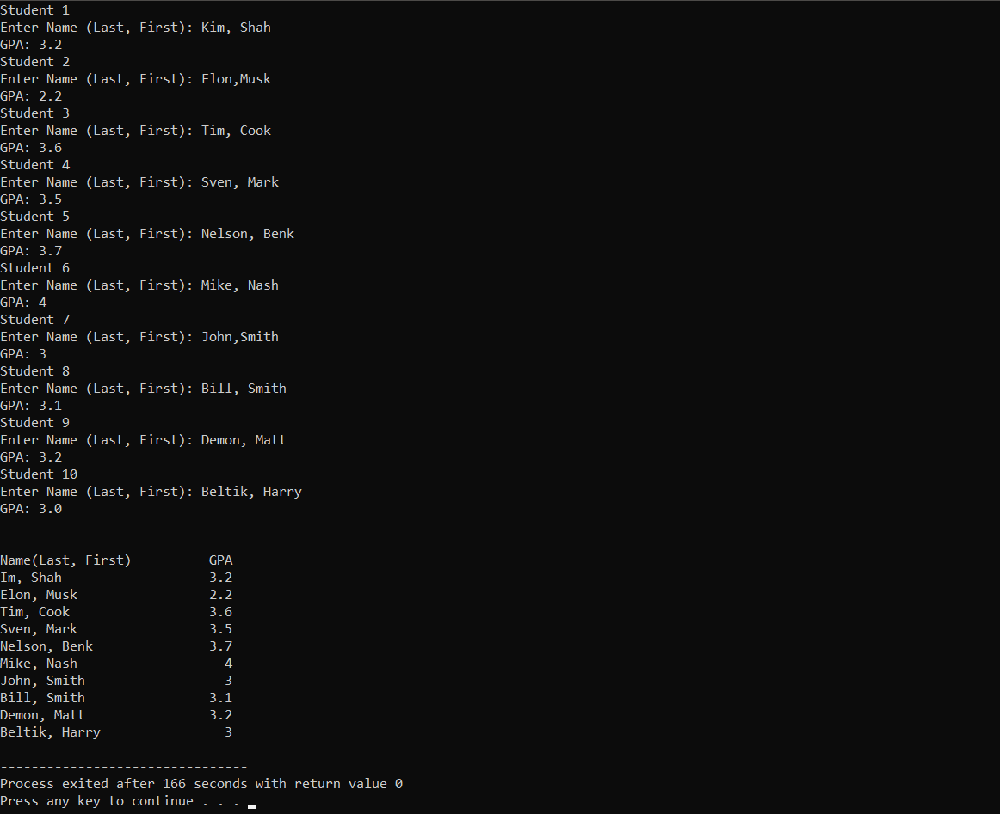 Student 1
Enter Name (Last, First): Kim, Shah
GPA: 3.2
Student 2
Enter Name (Last, First): Elon,Musk
GPA: 2.2
Student 3
Enter Name (Last, First): Tim, Cook
GPA: 3.6
Student 4
Enter Name (Last, First): Sven, Mark
GPA: 3.5
Student 5
Enter Name (Last, First): Nelson, Benk
GPA: 3.7
Student 6
Enter Name (Last, First): Mike, Nash
GPA: 4
Student 7
Enter Name (Last, First): John,Smith
GPA: 3
Student 8
Enter Name (Last, First): Bill, Smith
GPA: 3.1
Student 9
Enter Name (Last, First): Demon, Matt
GPA: 3.2
Student 10
Enter Name (Last, First): Beltik, Harry
GPA: 3.0
Name(Last, First)          GPA
Im, Shah                   3.2
Elon, Musk                 2.2
Tim, Cook                  3.6
Sven, Mark                 3.5
Nelson, Benk               3.7
Mike, Nash                   4
John, Smith                  3
Bill, Smith                3.1
Demon, Matt                3.2
Beltik, Harry                3
--------------------------------
Process exited after 166 seconds with return value 0
Press any key to continue . . .